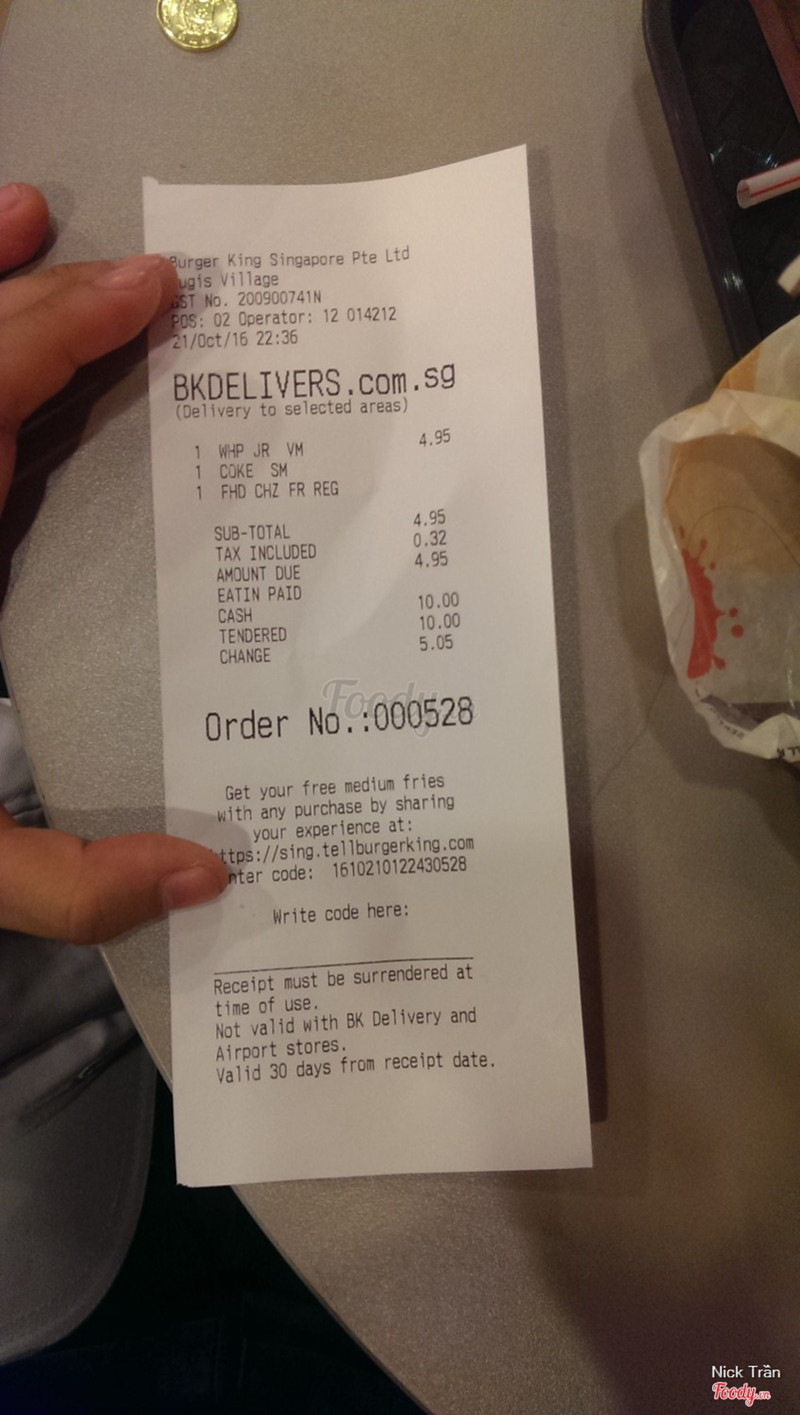 Burger King Singapore Pte Ltd
ugis Village
GST No. 200900741N
POS: 02 Operator: 12 014212
21/Oct/16 22:36
BKDELIVERS.com.sg
(Delivery to selected areas)
1 WHP JR VM 4.95
1 COKE SM
1 FHD CHZ FR REG
SUB-TOTAL 4.95
TAX INCLUDED 0.32
AMOUNT DUE 4.95
EATIN PAID
CASH 10.00
TENDERED 10.00
CHANGE 5.05
Foody.vn
Order No.:000528
Get your free medium fries
with any purchase by sharing
your experience at:
ttps://sing.tellburgerking.com
nter code: 1610210122430528
Write code here:
Receipt must be surrendered at
time of use.
Not valid with BK Delivery and
Airport stores.
Valid 30 days from receipt date.
Nick Trần
Foody.vn